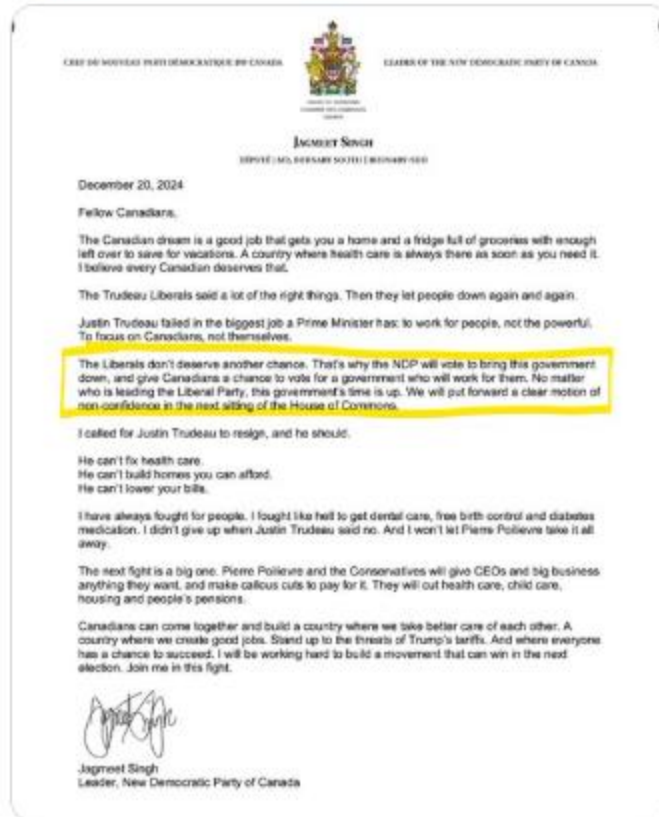 CHEF DU NOUVEAU PARTI DÉMOCRATIQUE DU CANADA
LEADER OF THE NEW DEMOCRATIC PARTY OF CANADA
HOUSE OF COMMONS
CHAMBRE DES COMMUNES
CANADA
JAGMEET SINGH
DÉPUTÉ | MP, BURNABY SOUTH | BURNABY-SUD
December 20, 2024
Fellow Canadians,
The Canadian dream is a good job that gets you a home and a fridge full of groceries with enough
left over to save for vacations. A country where health care is always there as soon as you need it.
I believe every Canadian deserves that.
The Trudeau Liberals said a lot of the right things. Then they let people down again and again.
Justin Trudeau failed in the biggest job a Prime Minister has: to work for people, not the powerful.
To focus on Canadians, not themselves.
The Liberals don't deserve another chance. That's why the NDP will vote to bring this government
down, and give Canadians a chance to vote for a government who will work for them. No matter
who is leading the Liberal Party, this government's time is up. We will put forward a clear motion of
non-confidence in the next sitting of the House of Commons.
I called for Justin Trudeau to resign, and he should.
He can't fix health care.
He can't build homes you can afford.
He can't lower your bills.
I have always fought for people. I fought like hell to get dental care, free birth control and diabetes
medication. I didn't give up when Justin Trudeau said no. And I won't let Pierre Poilievre take it all
away.
The next fight is a big one. Pierre Poilievre and the Conservatives will give CEOs and big business
anything they want, and make callous cuts to pay for it. They will cut health care, child care,
housing and people's pensions.
Canadians can come together and build a country where we take better care of each other. A
country where we create good jobs. Stand up to the threats of Trump's tariffs. And where everyone
has a chance to succeed. I will be working hard to build a movement that can win in the next
election. Join me in this fight.
Jagmeet Singh
Jagmeet Singh
Leader, New Democratic Party of Canada